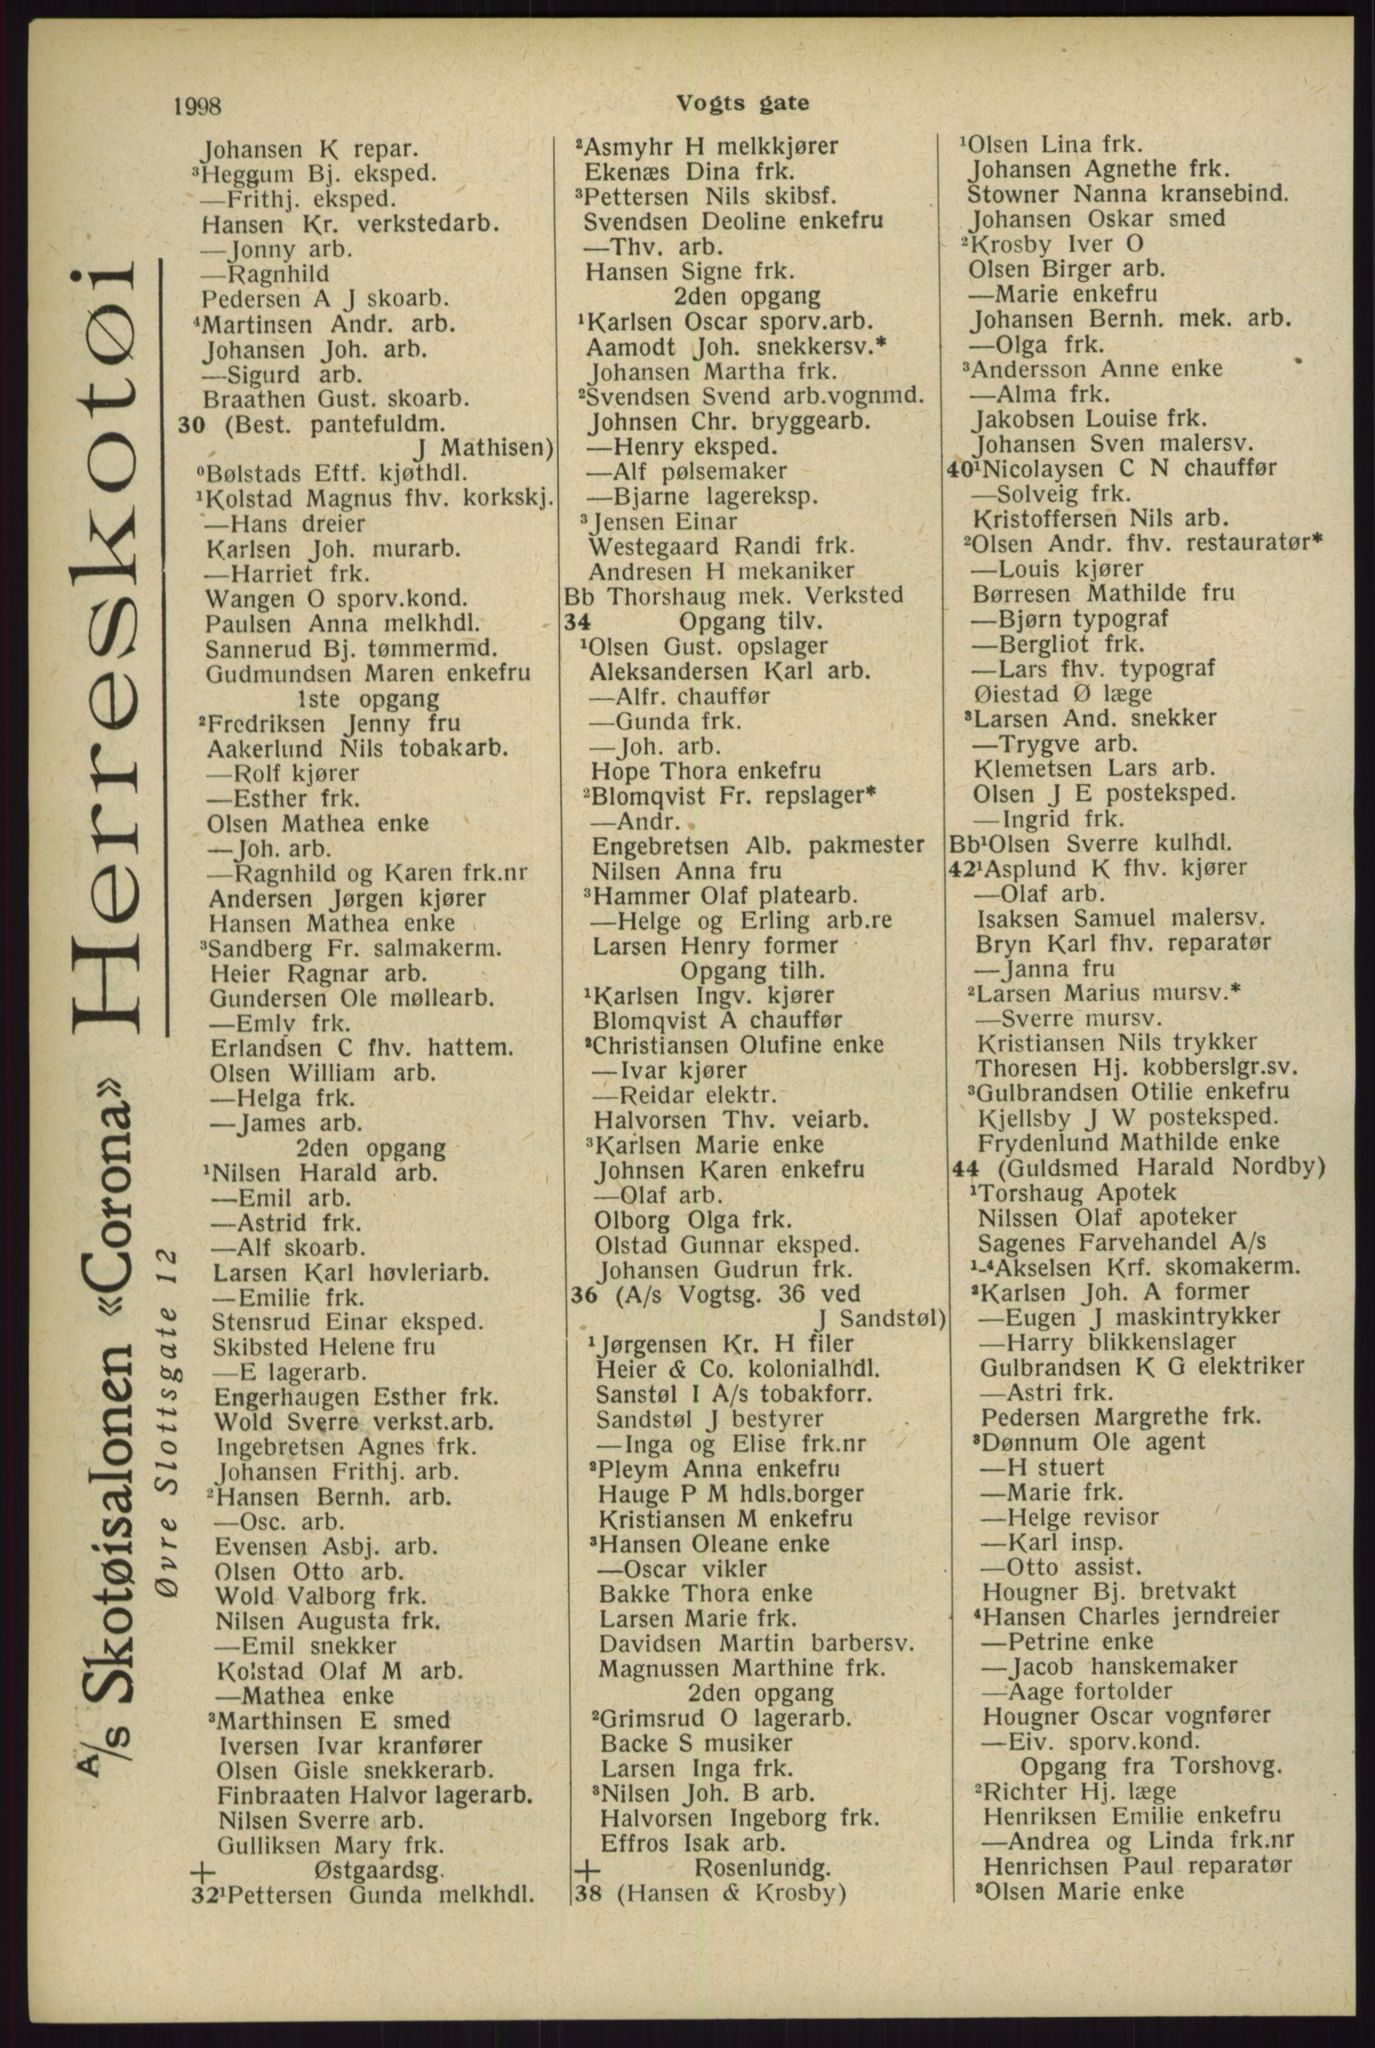 1998
Vogts gate
A/s Skotøisalonen «Corona» Herreskotøi
Øvre Slottsgate 12
Johansen K repar.
³Heggum Bj. eksped.
—Frithj. eksped.
Hansen Kr. verkstedarb.
—Jonny arb.
—Ragnhild
Pedersen A J skoarb.
⁴Martinsen Andr. arb.
Johansen Joh. arb.
—Sigurd arb.
Braathen Gust. skoarb.
30 (Best. pantefuldm.
J Mathisen)
⁰Bølstads Eftf. kjøthdl.
¹Kolstad Magnus fhv. korkskj.
—Hans dreier
Karlsen Joh. murarb.
—Harriet frk.
Wangen O sporv.kond.
Paulsen Anna melkhdl.
Sannerud Bj. tømmermd.
Gudmundsen Maren enkefru
1ste opgang
²Fredriksen Jenny fru
Aakerlund Nils tobakarb.
—Rolf kjører
—Esther frk.
Olsen Mathea enke
—Joh. arb.
—Ragnhild og Karen frk.nr
Andersen Jørgen kjører
Hansen Mathea enke
³Sandberg Fr. salmakerm.
Heier Ragnar arb.
Gundersen Ole møllearb.
—Emly frk.
Erlandsen C fhv. hattem.
Olsen William arb.
—Helga frk.
—James arb.
2den opgang
¹Nilsen Harald arb.
—Emil arb.
—Astrid frk.
—Alf skoarb.
Larsen Karl høvleriarb.
—Emilie frk.
Stensrud Einar eksped.
Skibsted Helene fru
—E lagerarb.
Engerhaugen Esther frk.
Wold Sverre verkst.arb.
Ingebretsen Agnes frk.
Johansen Frithj. arb.
²Hansen Bernh. arb.
—Osc. arb.
Evensen Asbj. arb.
Olsen Otto arb.
Wold Valborg frk.
Nilsen Augusta frk.
—Emil snekker
Kolstad Olaf M arb.
—Mathea enke
³Marthinsen E smed
Iversen Ivar kranfører
Olsen Gisle snekkerarb.
Finbraaten Halvor lagerarb.
Nilsen Sverre arb.
Gulliksen Mary frk.
+ Østgaardsg.
32¹Pettersen Gunda melkhdl.
²Asmyhr H melkkjører
Ekenæs Dina frk.
³Pettersen Nils skibsf.
Svendsen Deoline enkefru
—Thv. arb.
Hansen Signe frk.
2den opgang
¹Karlsen Oscar sporv.arb.
Aamodt Joh. snekkersv.*
Johansen Martha frk.
²Svendsen Svend arb.vognmd.
Johnsen Chr. bryggearb.
—Henry eksped.
—Alf pølsemaker
—Bjarne lagereksp.
³Jensen Einar
Westegaard Randi frk.
Andresen H mekaniker
Bb Thorshaug mek. Verksted
34 Opgang tilv.
¹Olsen Gust. opslager
Aleksandersen Karl arb.
—Alfr. chauffør
—Gunda frk.
—Joh. arb.
Hope Thora enkefru
²Blomqvist Fr. repslager*
—Andr.
Engebretsen Alb. pakmester
Nilsen Anna fru
³Hammer Olaf platearb.
—Helge og Erling arb.re
Larsen Henry former
Opgang tilh.
¹Karlsen Ingv. kjører
Blomqvist A chauffør
²Christiansen Olufine enke
—Ivar kjører
—Reidar elektr.
Halvorsen Thv. veiarb.
³Karlsen Marie enke
Johnsen Karen enkefru
—Olaf arb.
Olborg Olga frk.
Olstad Gunnar eksped.
Johansen Gudrun frk.
36 (A/s Vogtsg. 36 ved
J Sandstøl)
¹Jørgensen Kr. H filer
Heier & Co. kolonialhdl.
Sanstøl I A/s tobakforr.
Sandstøl J bestyrer
—Inga og Elise frk.nr
²Pleym Anna enkefru
Hauge P M hdls.borger
Kristiansen M enkefru
³Hansen Oleane enke
—Oscar vikler
Bakke Thora enke
Larsen Marie frk.
Davidsen Martin barbersv.
Magnussen Marthine frk.
2den opgang
²Grimsrud O lagerarb.
Backe S musiker
Larsen Inga frk.
³Nilsen Joh. B arb.
Halvorsen Ingeborg frk.
Effros Isak arb.
+ Rosenlundg.
38 (Hansen & Krosby)
¹Olsen Lina frk.
Johansen Agnethe frk.
Stowner Nanna kransebind.
Johansen Oskar smed
²Krosby Iver O
Olsen Birger arb.
—Marie enkefru
Johansen Bernh. mek. arb.
—Olga frk.
³Andersson Anne enke
—Alma frk.
Jakobsen Louise frk.
Johansen Sven malersv.
40¹Nicolaysen C N chauffør
—Solveig frk.
Kristoffersen Nils arb.
²Olsen Andr. fhv. restauratør*
—Louis kjører
Børresen Mathilde fru
—Bjørn typograf
—Bergliot frk.
—Lars fhv. typograf
Øiestad Ø læge
³Larsen And. snekker
—Trygve arb.
Klemetsen Lars arb.
Olsen J E posteksped.
—Ingrid frk.
Bb¹Olsen Sverre kulhdl.
42¹Asplund K fhv. kjører
—Olaf arb.
Isaksen Samuel malersv.
Bryn Karl fhv. reparatør
—Janna fru
²Larsen Marius mursv.*
—Sverre mursv.
Kristiansen Nils trykker
Thoresen Hj. kobberslgr.sv.
³Gulbrandsen Otilie enkefru
Kjellsby J W posteksped.
Frydenlund Mathilde enke
44 (Guldsmed Harald Nordby)
¹Torshaug Apotek
Nilssen Olaf apoteker
Sagenes Farvehandel A/s
¹-⁴Akselsen Krf. skomakerm.
²Karlsen Joh. A former
—Eugen J maskintrykker
—Harry blikkenslager
Gulbrandsen K G elektriker
—Astri frk.
Pedersen Margrethe frk.
³Dønnum Ole agent
—H stuert
—Marie frk.
—Helge revisor
—Karl insp.
—Otto assist.
Hougner Bj. bretvakt
⁴Hansen Charles jerndreier
—Petrine enke
—Jacob hanskemaker
—Aage fortolder
Hougner Oscar vognfører
—Eiv. sporv.kond.
Opgang fra Torshovg.
²Richter Hj. læge
Henriksen Emilie enkefru
—Andrea og Linda frk.nr
Henrichsen Paul reparatør
³Olsen Marie enke